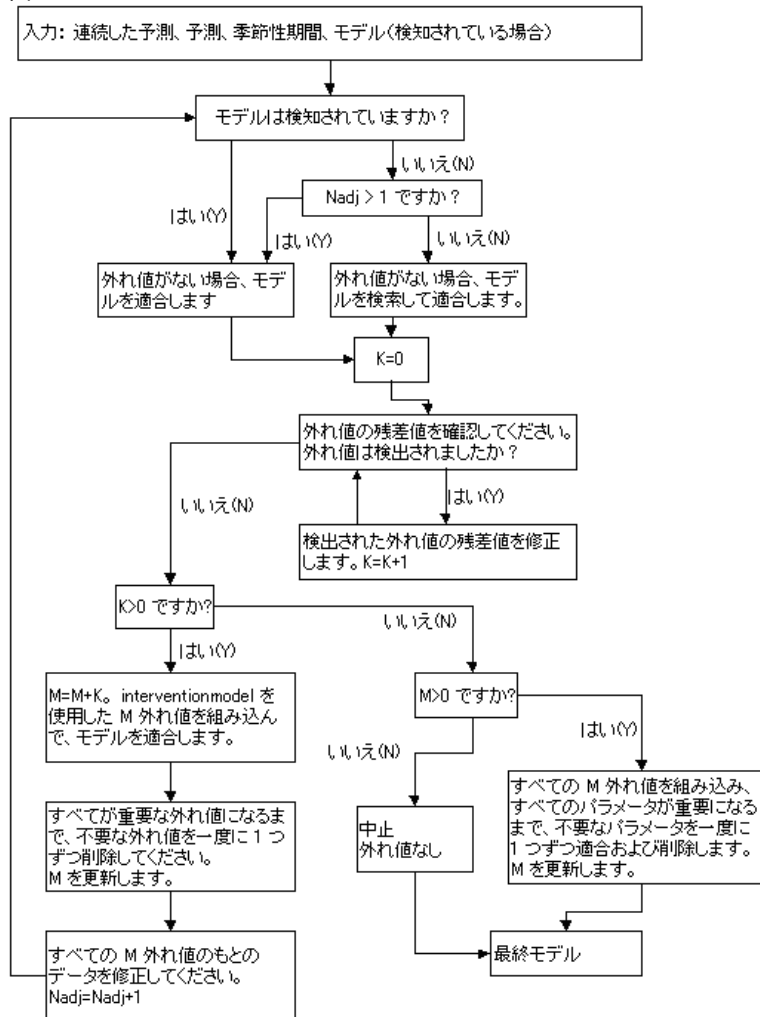 入力: 連続した予測、予測、季節性期間、モデル(検知されている場合)
モデルは検知されていますか?
いいえ(N)
はい(Y)
Nadj > 1 ですか?
はい(Y)
いいえ(N)
外れ値がない場合、モデ
ルを適合します
外れ値がない場合、モデ
ルを検索して適合します。
K=0
外れ値の残差値を確認してください。
外れ値は検出されましたか?
いいえ(N)
はい(Y)
検出された外れ値の残差値を修正
します。K=K+1
K>0 ですか?
いいえ(N)
はい(Y)
M=M+K。interventionmodel を
使用した M 外れ値を組み込ん
で、モデルを適合します。
M>0 ですか?
いいえ(N)
はい(Y)
すべてが重要な外れ値になるま
で、不要な外れ値を一度に 1 つ
ずつ削除してください。
M を更新します。
中止
外れ値なし
すべての M 外れ値を組み込み、
すべてのパラメータが重要になる
まで、不要なパラメータを一度に
1 つずつ適合および削除します。
M を更新します。
すべての M 外れ値のもとの
データを修正してください。
Nadj=Nadj+1
最終モデル